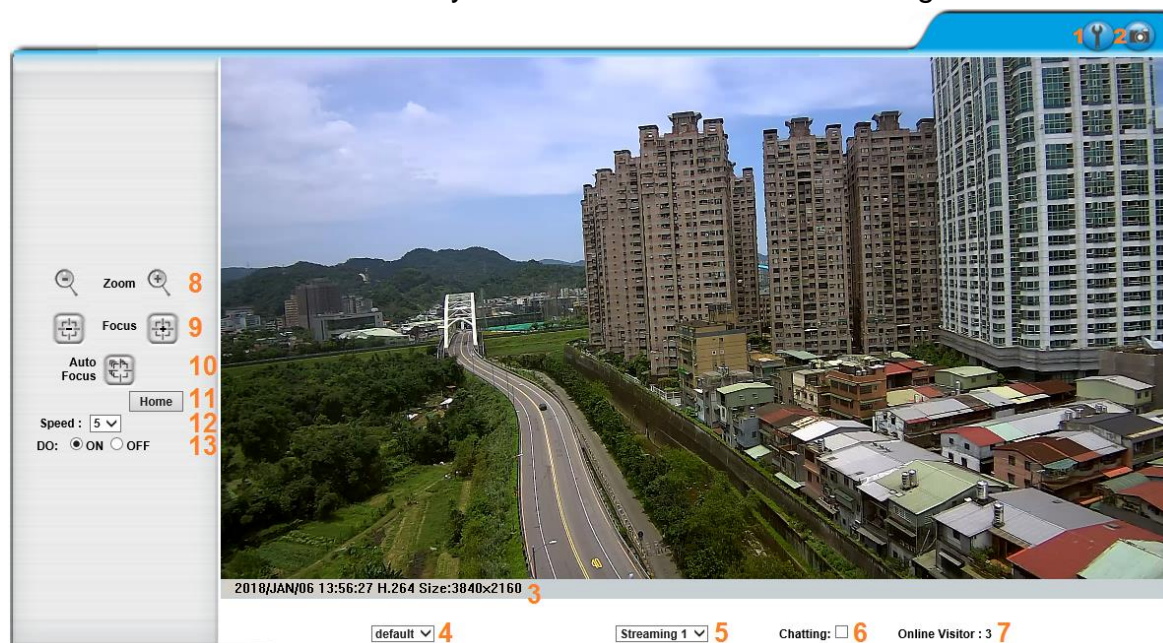 1 2
Zoom 8
Focus 9
Auto
Focus 10
Home 11
Speed : 5 12
DO: ON OFF 13
2018/JAN/06 13:56:27 H.264 Size:3840x2160 3
default 4 Streaming 1 5 Chatting: 6 Online Visitor : 3 7